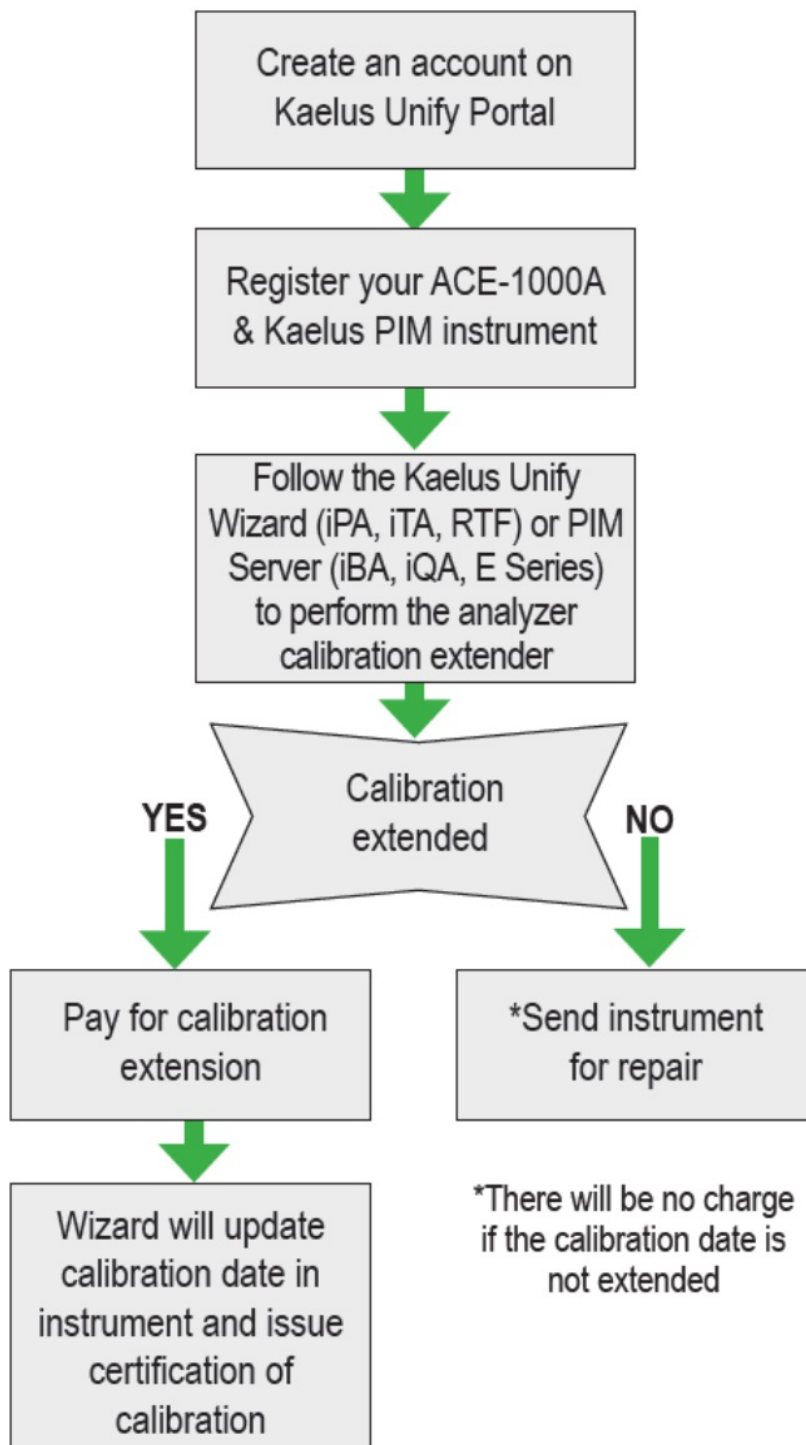 Create an account on
Kaelus Unify Portal
Register your ACE-1000A
& Kaelus PIM instrument
Follow the Kaelus Unify
Wizard (iPA, iTA, RTF) or PIM
Server (iBA, iQA, E Series)
to perform the analyzer
calibration extender
Calibration
extended
YES
NO
Pay for calibration
extension
*Send instrument
for repair
Wizard will update
calibration date in
instrument and issue
certification of
calibration
*There will be no charge
if the calibration date is
not extended